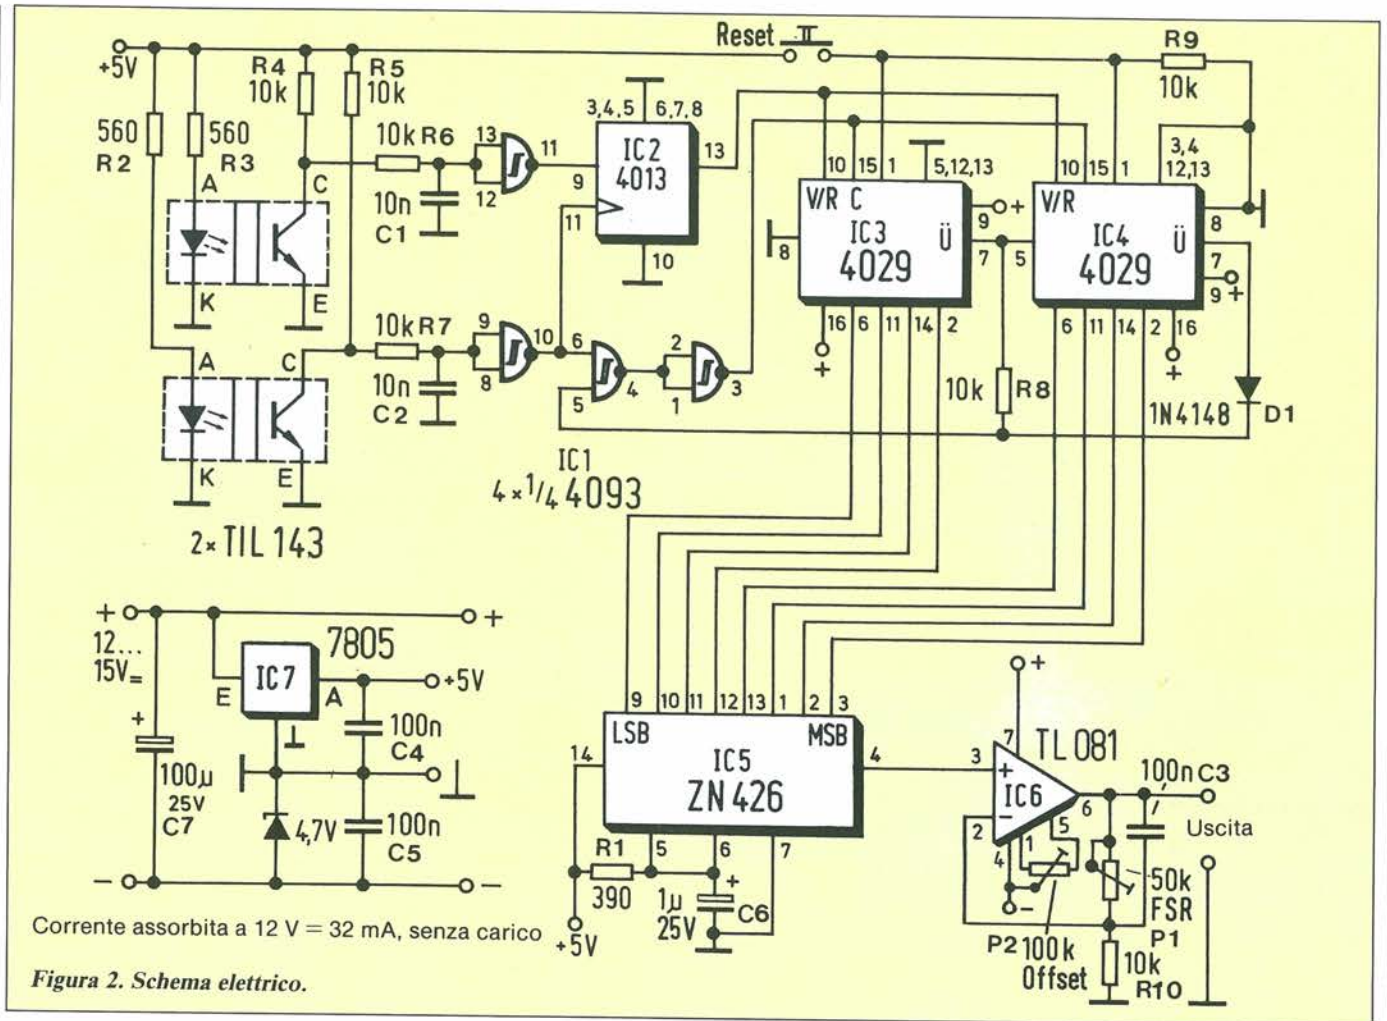 Reset
+5V
R4
10k
R5
10k
R9
10k
560
R2
560
R3
10k R6
13
12
11
3,4,5
6,7,8
IC2
4013
9
11
13
10
10n
C1
A
C
K
E
10 15 1
5,12,13
V/R C
IC3
4029
Ü
8
9 +
7
5
3,4
12,13
10 15 1
V/R
IC4
4029
Ü
8
7
9 +
16 6 11 14 2
+
6 11 14 2 16
+
10k R7
9
8
10
6
5
4
2
1
3
10n
C2
A
C
K
E
10k R8
1N4148
D1
2× TIL 143
IC1
4 × 1/4 4093
+
12...
15V=
+
7805
IC7
E
A
⊥
+5V
+
100µ
25V
C7
100n
C4
4,7V
100n
C5
−
−
9 10 11 12 13 1 2 3
LSB
MSB
IC5
ZN 426
14
4
5 6 7
R1
390
+5V
1µ
25V
+
C6
+
7
TL 081
3
+
IC6
−
2
6
5
1
4
−
100n C3
Uscita
50k
FSR
P1
P2 100k
Offset
10k
R10
Corrente assorbita a 12 V = 32 mA, senza carico
Figura 2. Schema elettrico.